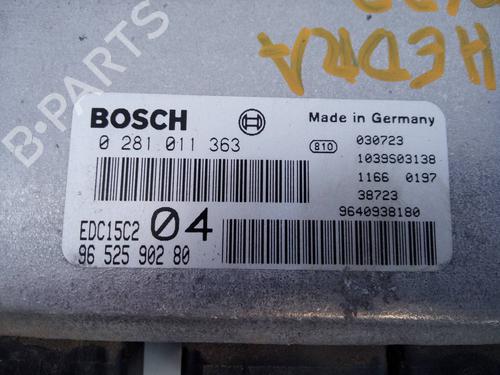 HEDRA
BOSCH
Made in Germany
0 281 011 363
810
030723
1039S03138
1166 0197
38723
9640938180
EDC15C2
04
96 525 902 80
B-PARTS